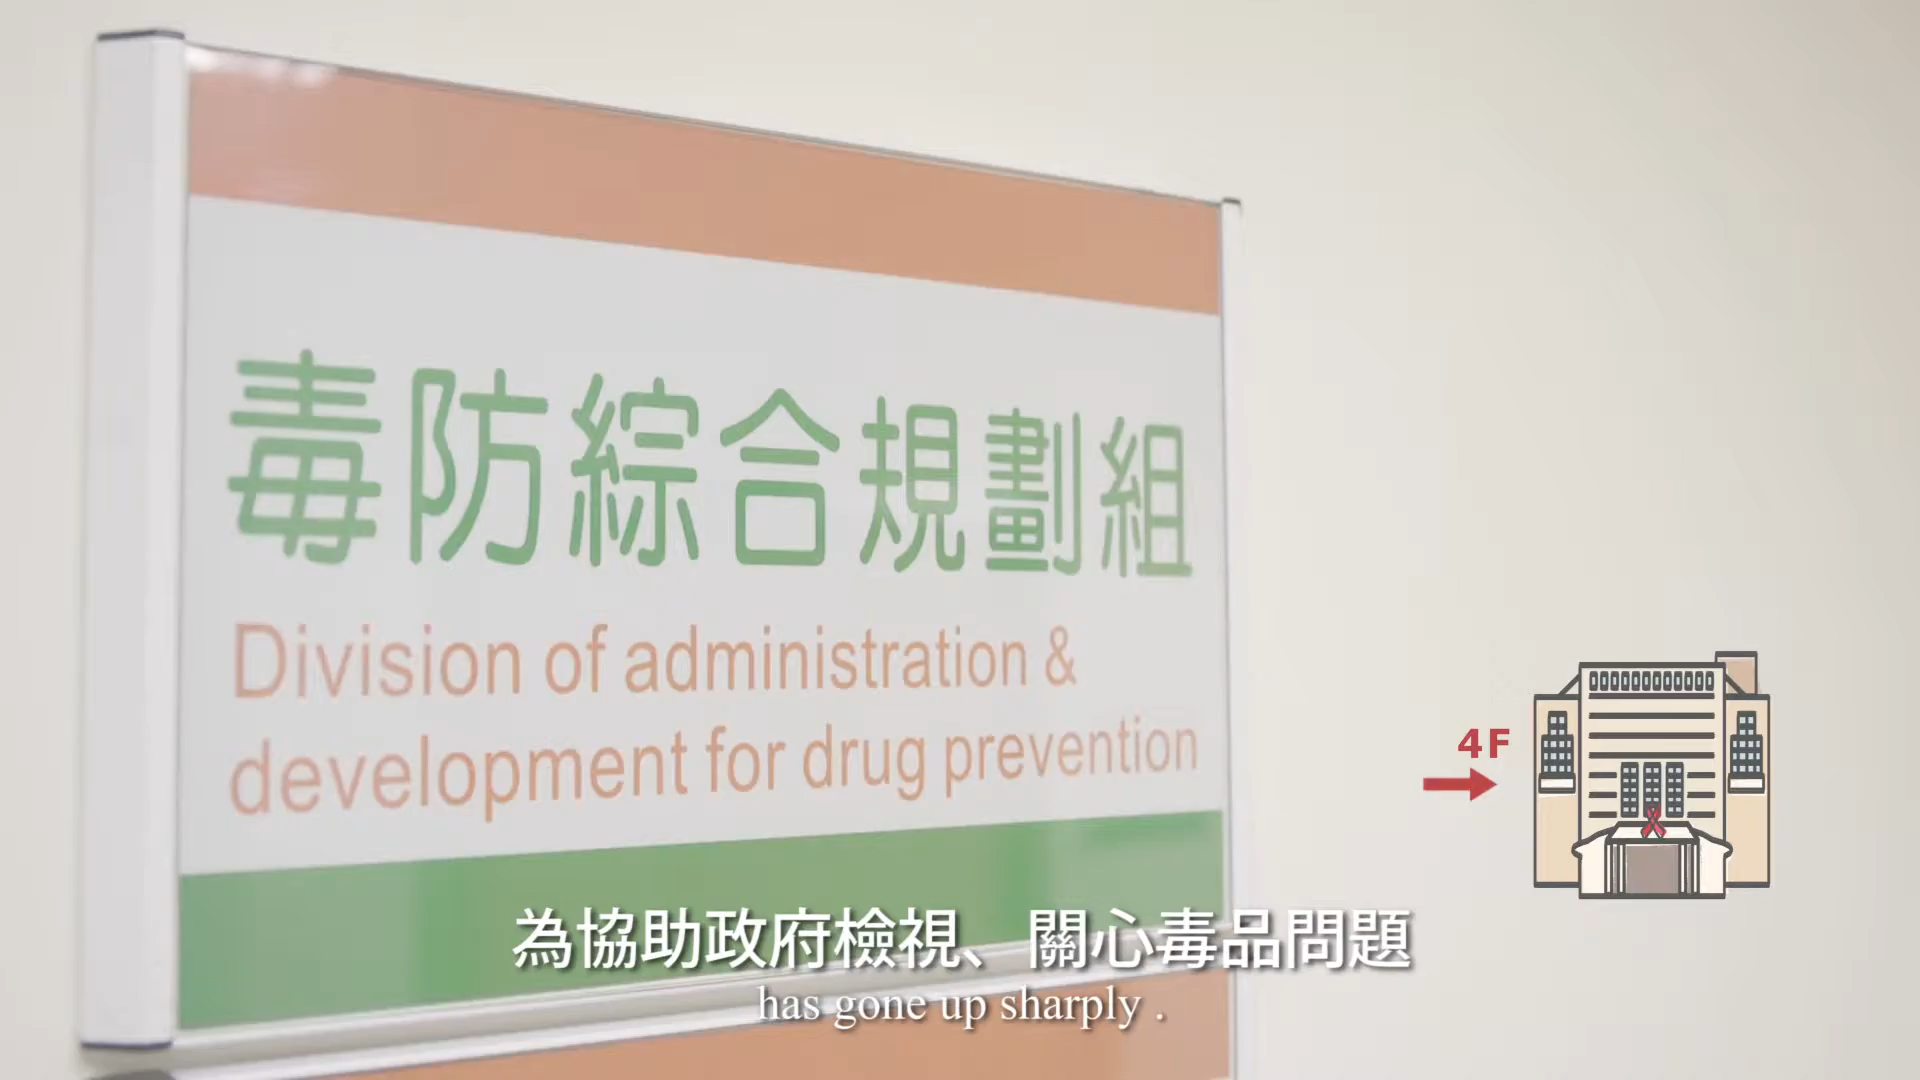 毒防綜合規劃組
Division of administration &
development for drug prevention
4F
為協助政府檢視、關心毒品問題
has gone up sharply .